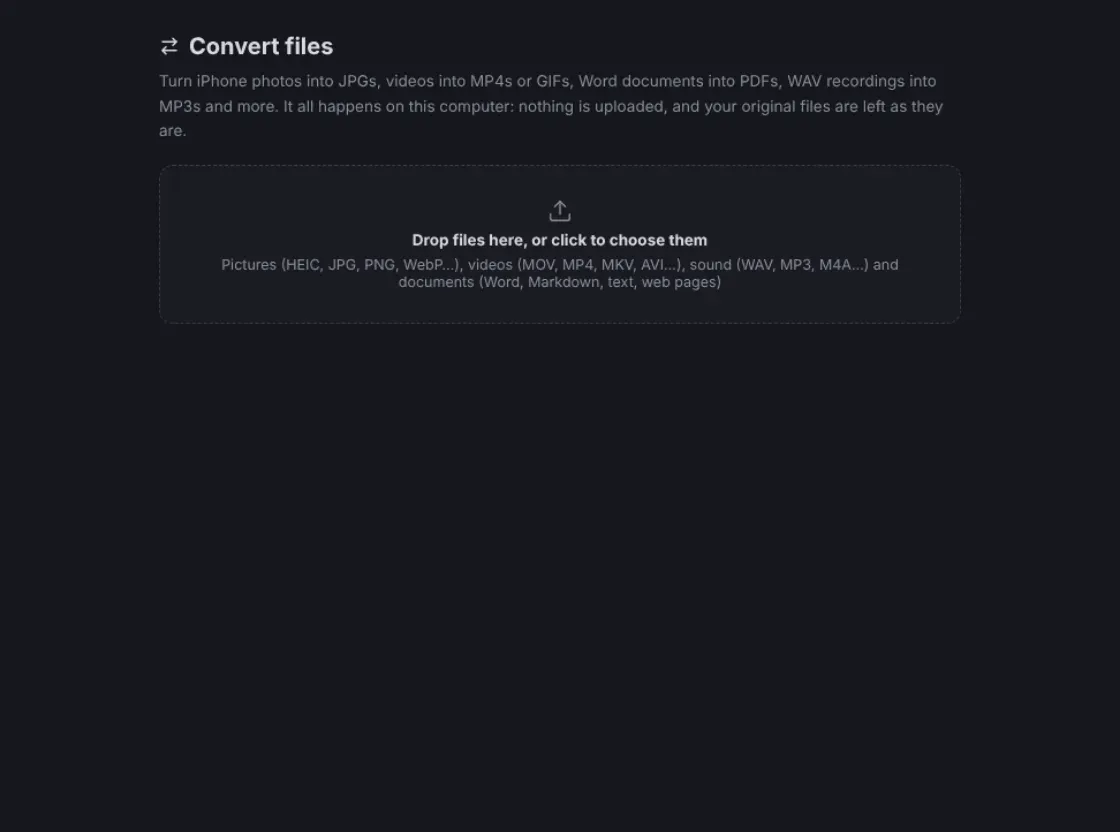 Convert files
Turn iPhone photos into JPGs, videos into MP4s or GIFs, Word documents into PDFs, WAV recordings into
MP3s and more. It all happens on this computer: nothing is uploaded, and your original files are left as they
are.
Drop files here, or click to choose them
Pictures (HEIC, JPG, PNG, WebP...), videos (MOV, MP4, MKV, AVI...), sound (WAV, MP3, M4A...) and
documents (Word, Markdown, text, web pages)